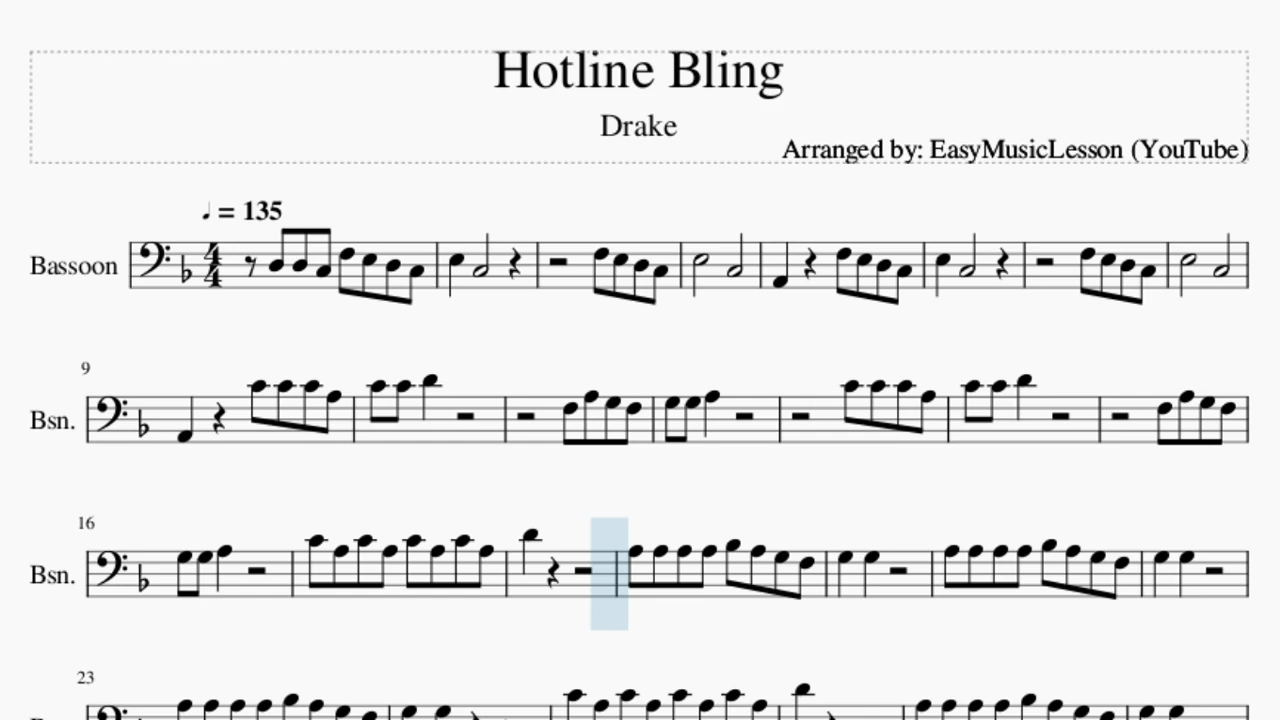 Hotline Bling
Drake
Arranged by: EasyMusicLesson (YouTube)
♩ = 135
Bassoon
4
4
9
Bsn.
16
Bsn.
23